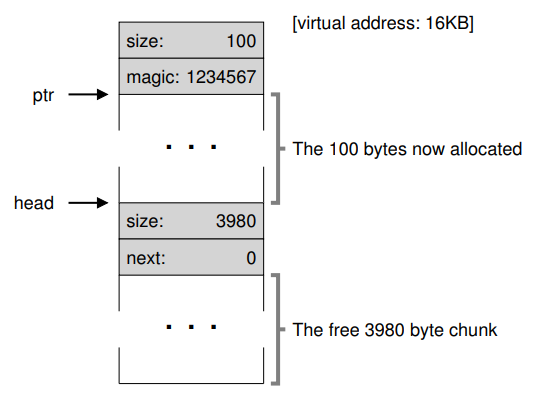 [virtual address: 16KB]
size: 100
magic: 1234567
ptr
. . .
The 100 bytes now allocated
head
size: 3980
next: 0
. . .
The free 3980 byte chunk